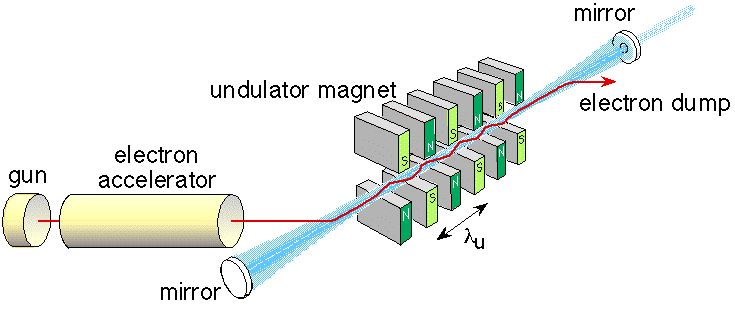 mirror
undulator magnet
electron dump
electron
accelerator
gun
mirror
λu
S
N
S
N
S
N
N
S
N
S
N
S